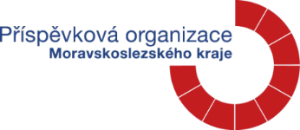 Příspěvková organizace
Moravskoslezského kraje